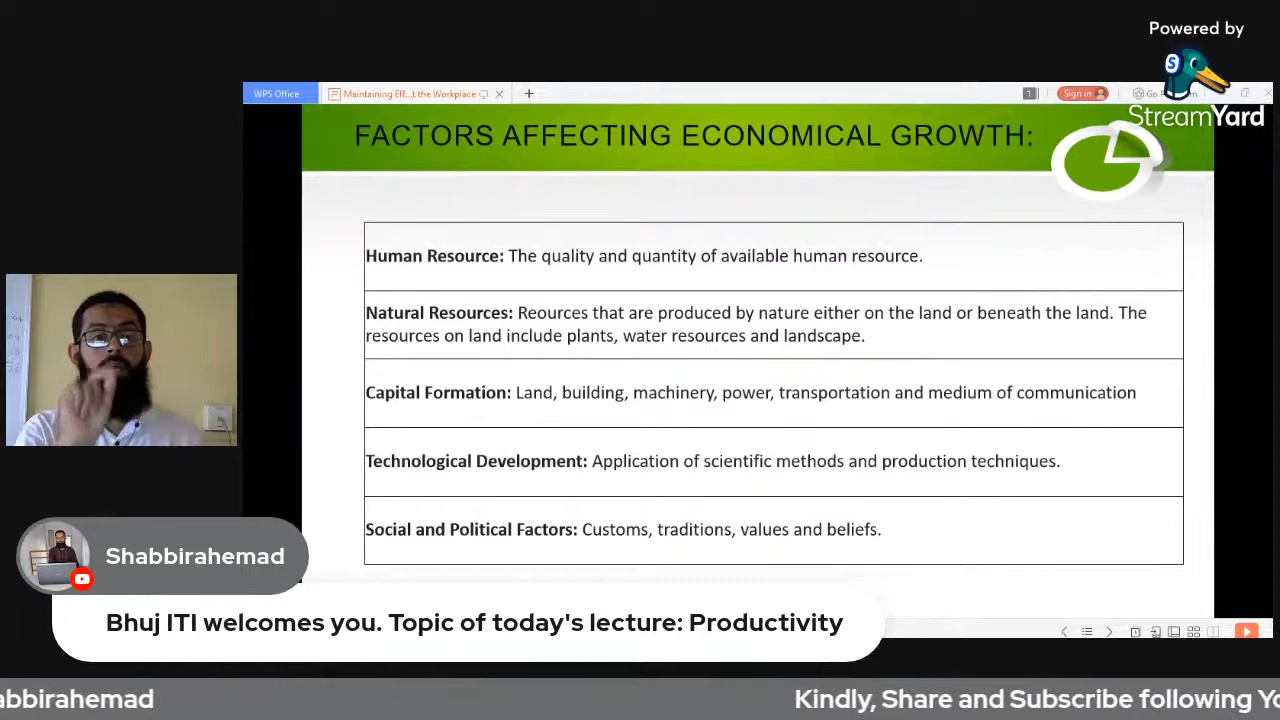 Powered by
StreamYard
WPS Office
Maintaining Eff...t the Workplace
Sign in
FACTORS AFFECTING ECONOMICAL GROWTH:
Human Resource: The quality and quantity of available human resource.
Natural Resources: Reources that are produced by nature either on the land or beneath the land. The
resources on land include plants, water resources and landscape.
Capital Formation: Land, building, machinery, power, transportation and medium of communication
Technological Development: Application of scientific methods and production techniques.
Social and Political Factors: Customs, traditions, values and beliefs.
Shabbirahemad
Bhuj ITI welcomes you. Topic of today's lecture: Productivity
abbirahemad
Kindly, Share and Subscribe following Yo